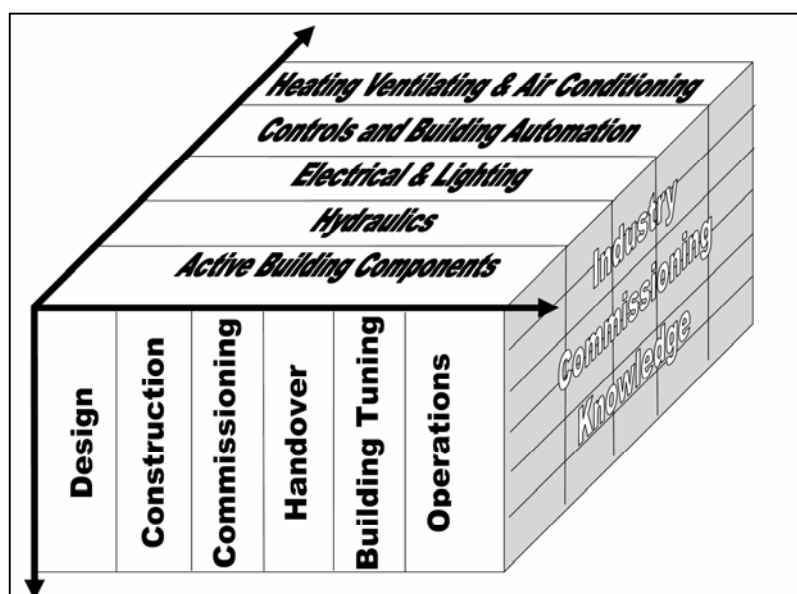 Heating Ventilating & Air Conditioning
Controls and Building Automation
Electrical & Lighting
Hydraulics
Active Building Components
Design
Construction
Commissioning
Handover
Building Tuning
Operations
Industry
Commissioning
Knowledge